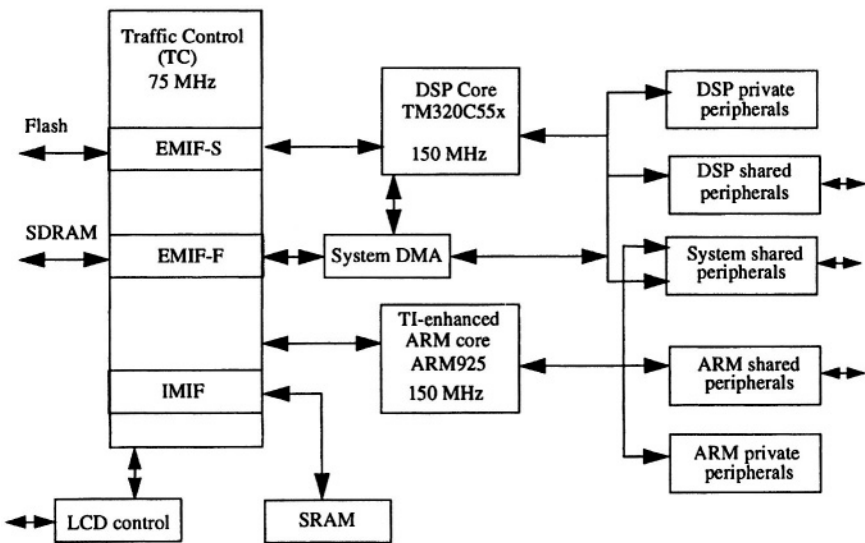 Traffic Control
(TC)
75 MHz
Flash
EMIF-S
SDRAM
EMIF-F
IMIF
LCD control
SRAM
DSP Core
TM320C55x
150 MHz
System DMA
TI-enhanced
ARM core
ARM925
150 MHz
DSP private
peripherals
DSP shared
peripherals
System shared
peripherals
ARM shared
peripherals
ARM private
peripherals